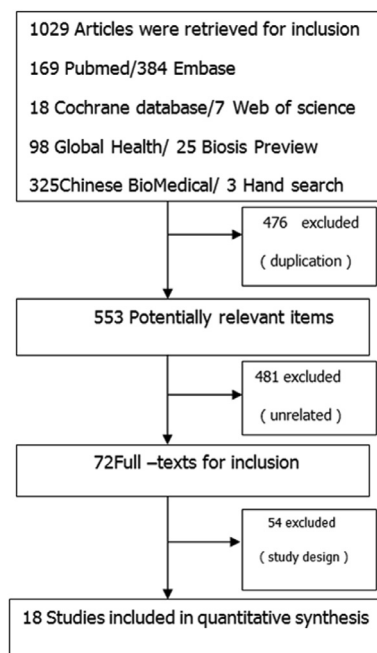 1029 Articles were retrieved for inclusion
169 Pubmed/384 Embase
18 Cochrane database/7 Web of science
98 Global Health/ 25 Biosis Preview
325Chinese BioMedical/ 3 Hand search
476 excluded
( duplication )
553 Potentially relevant items
481 excluded
( unrelated )
72Full –texts for inclusion
54 excluded
( study design )
18 Studies included in quantitative synthesis